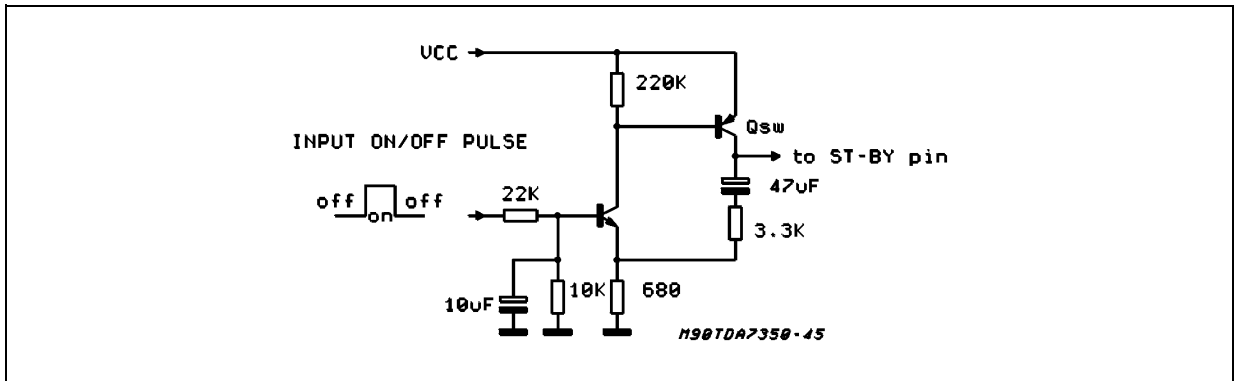 VCC
220K
Qsw
INPUT ON/OFF PULSE
to ST-BY pin
47uF
22K
off on off
3.3K
10uF
10K
680
M90TDA7350-45